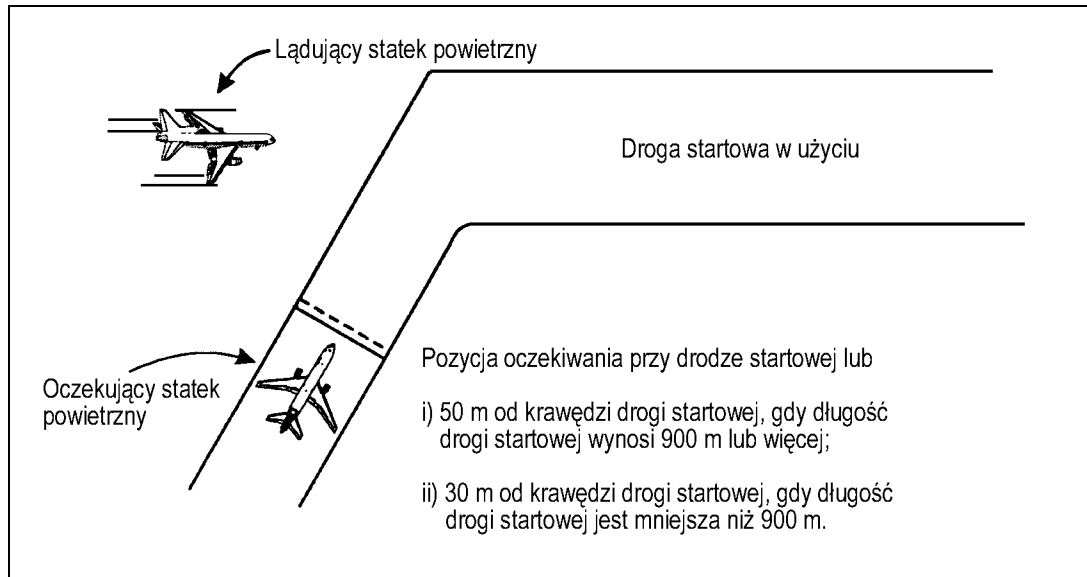 Lądujący statek powietrzny
Droga startowa w użyciu
Oczekujący statek
powietrzny
Pozycja oczekiwania przy drodze startowej lub
i) 50 m od krawędzi drogi startowej, gdy długość
drogi startowej wynosi 900 m lub więcej;
ii) 30 m od krawędzi drogi startowej, gdy długość
drogi startowej jest mniejsza niż 900 m.